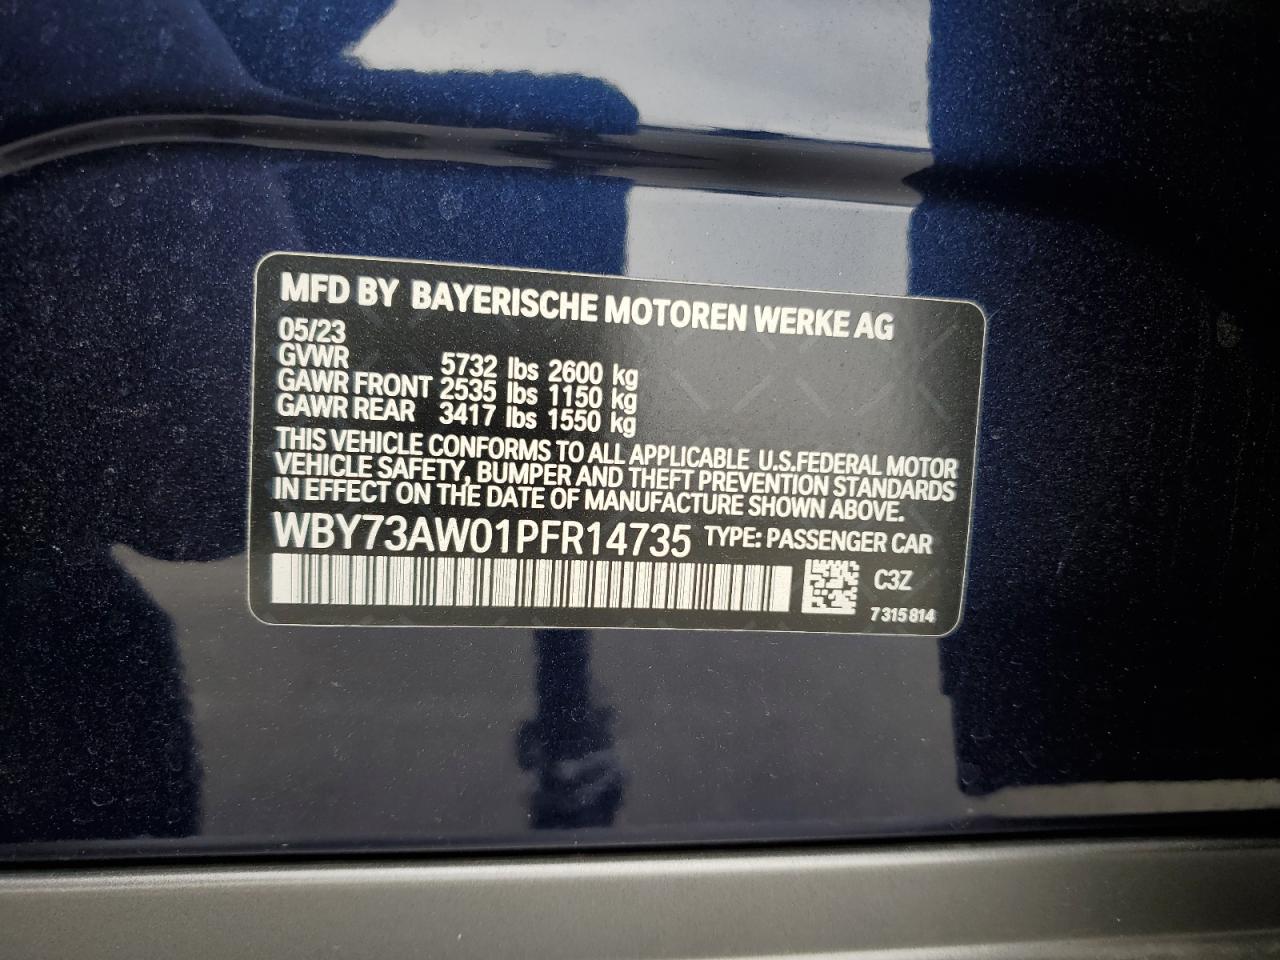 MFD BY BAYERISCHE MOTOREN WERKE AG
05/23
GVWR 5732 lbs 2600 kg
GAWR FRONT 2535 lbs 1150 kg
GAWR REAR 3417 lbs 1550 kg
THIS VEHICLE CONFORMS TO ALL APPLICABLE U.S.FEDERAL MOTOR
VEHICLE SAFETY, BUMPER AND THEFT PREVENTION STANDARDS
IN EFFECT ON THE DATE OF MANUFACTURE SHOWN ABOVE.
WBY73AW01PFR14735 TYPE: PASSENGER CAR
C3Z
7315814